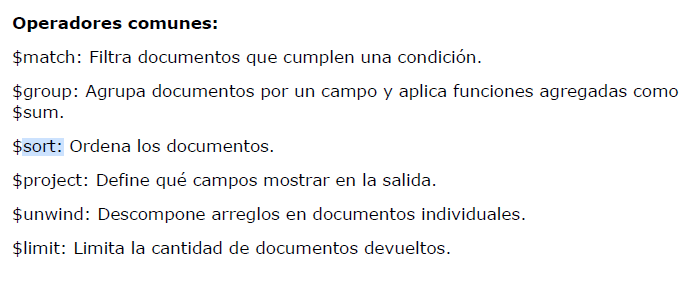 Operadores comunes:
$match: Filtra documentos que cumplen una condición.
$group: Agrupa documentos por un campo y aplica funciones agregadas como
$sum.
$sort: Ordena los documentos.
$project: Define qué campos mostrar en la salida.
$unwind: Descompone arreglos en documentos individuales.
$limit: Limita la cantidad de documentos devueltos.